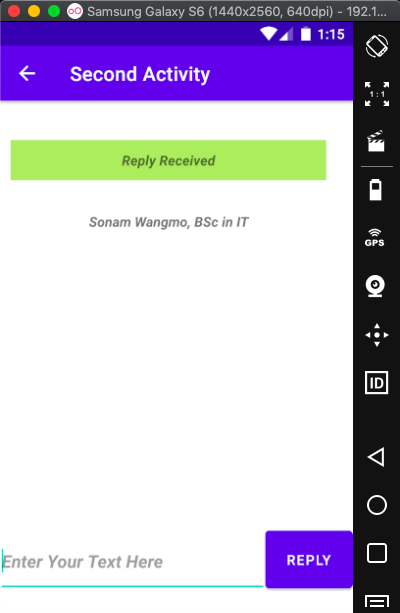 Samsung Galaxy S6 (1440x2560, 640dpi) - 192.1...
1:15
Second Activity
1 : 1
Reply Received
GPS
Sonam Wangmo, BSc in IT
ID
Enter Your Text Here
REPLY